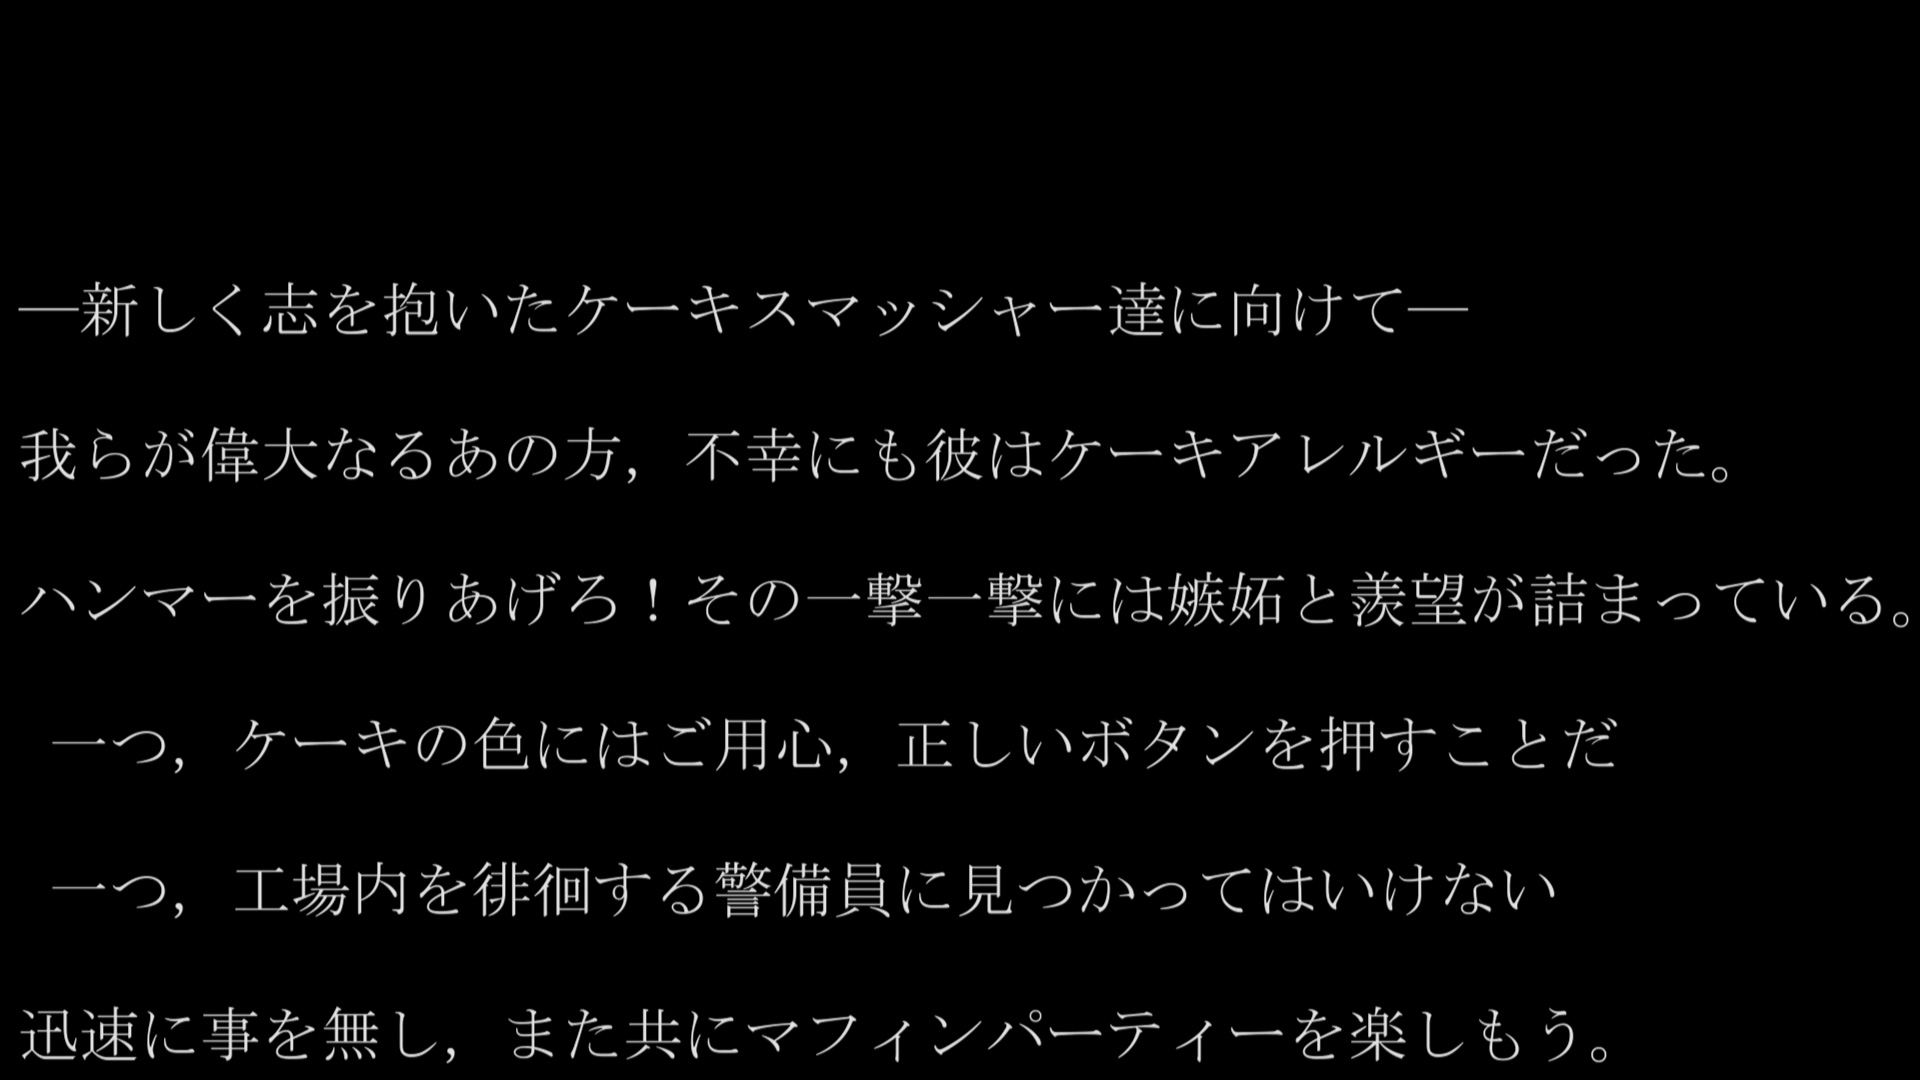 ―新しく志を抱いたケーキスマッシャー達に向けて―
我らが偉大なるあの方，不幸にも彼はケーキアレルギーだった。
ハンマーを振りあげろ！その一撃一撃には嫉妬と羨望が詰まっている。
一つ，ケーキの色にはご用心，正しいボタンを押すことだ
一つ，工場内を徘徊する警備員に見つかってはいけない
迅速に事を無し，また共にマフィンパーティーを楽しもう。